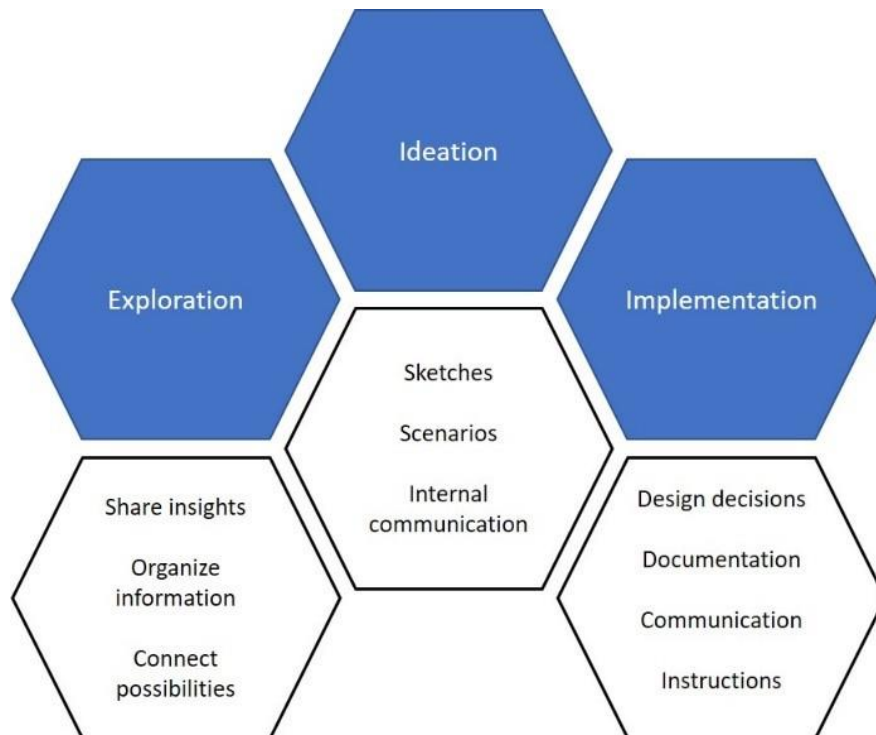 Ideation
Exploration
Implementation
Sketches
Scenarios
Internal
communication
Share insights
Organize
information
Connect
possibilities
Design decisions
Documentation
Communication
Instructions